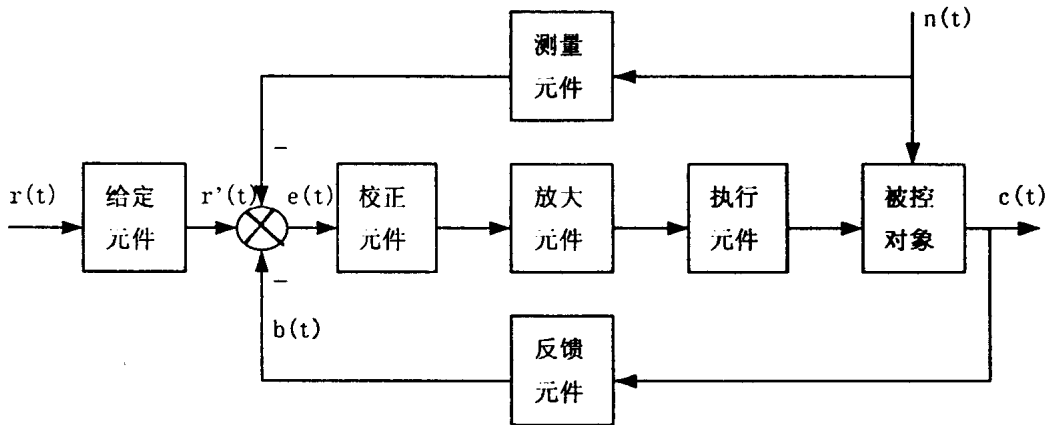 n(t)
测量
元件
−
r(t)
给定
元件
r'(t)
e(t)
校正
元件
放大
元件
执行
元件
被控
对象
c(t)
−
b(t)
反馈
元件